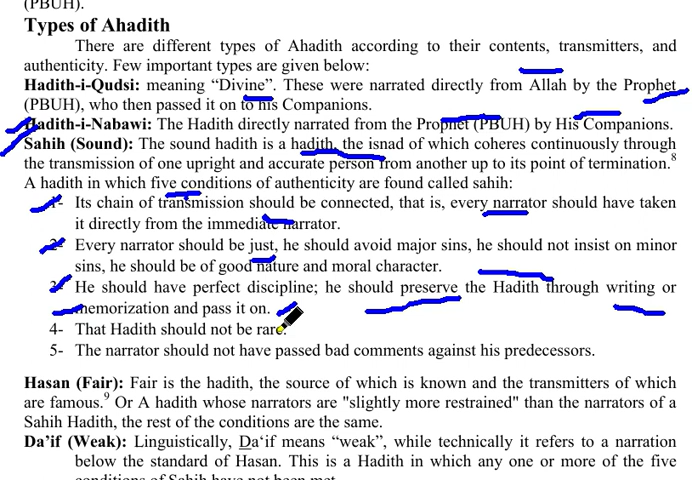 (PBUH).
Types of Ahadith
There are different types of Ahadith according to their contents, transmitters, and
authenticity. Few important types are given below:
Hadith-i-Qudsi: meaning “Divine”. These were narrated directly from Allah by the Prophet
(PBUH), who then passed it on to his Companions.
Hadith-i-Nabawi: The Hadith directly narrated from the Prophet (PBUH) by His Companions.
Sahih (Sound): The sound hadith is a hadith, the isnad of which coheres continuously through
the transmission of one upright and accurate person from another up to its point of termination.8
A hadith in which five conditions of authenticity are found called sahih:
1- Its chain of transmission should be connected, that is, every narrator should have taken
it directly from the immediate narrator.
2- Every narrator should be just, he should avoid major sins, he should not insist on minor
sins, he should be of good nature and moral character.
3- He should have perfect discipline; he should preserve the Hadith through writing or
memorization and pass it on.
4- That Hadith should not be rare.
5- The narrator should not have passed bad comments against his predecessors.
Hasan (Fair): Fair is the hadith, the source of which is known and the transmitters of which
are famous.9 Or A hadith whose narrators are "slightly more restrained" than the narrators of a
Sahih Hadith, the rest of the conditions are the same.
Da’if (Weak): Linguistically, Da‘if means “weak”, while technically it refers to a narration
below the standard of Hasan. This is a Hadith in which any one or more of the five
conditions of Sahih have not been met.